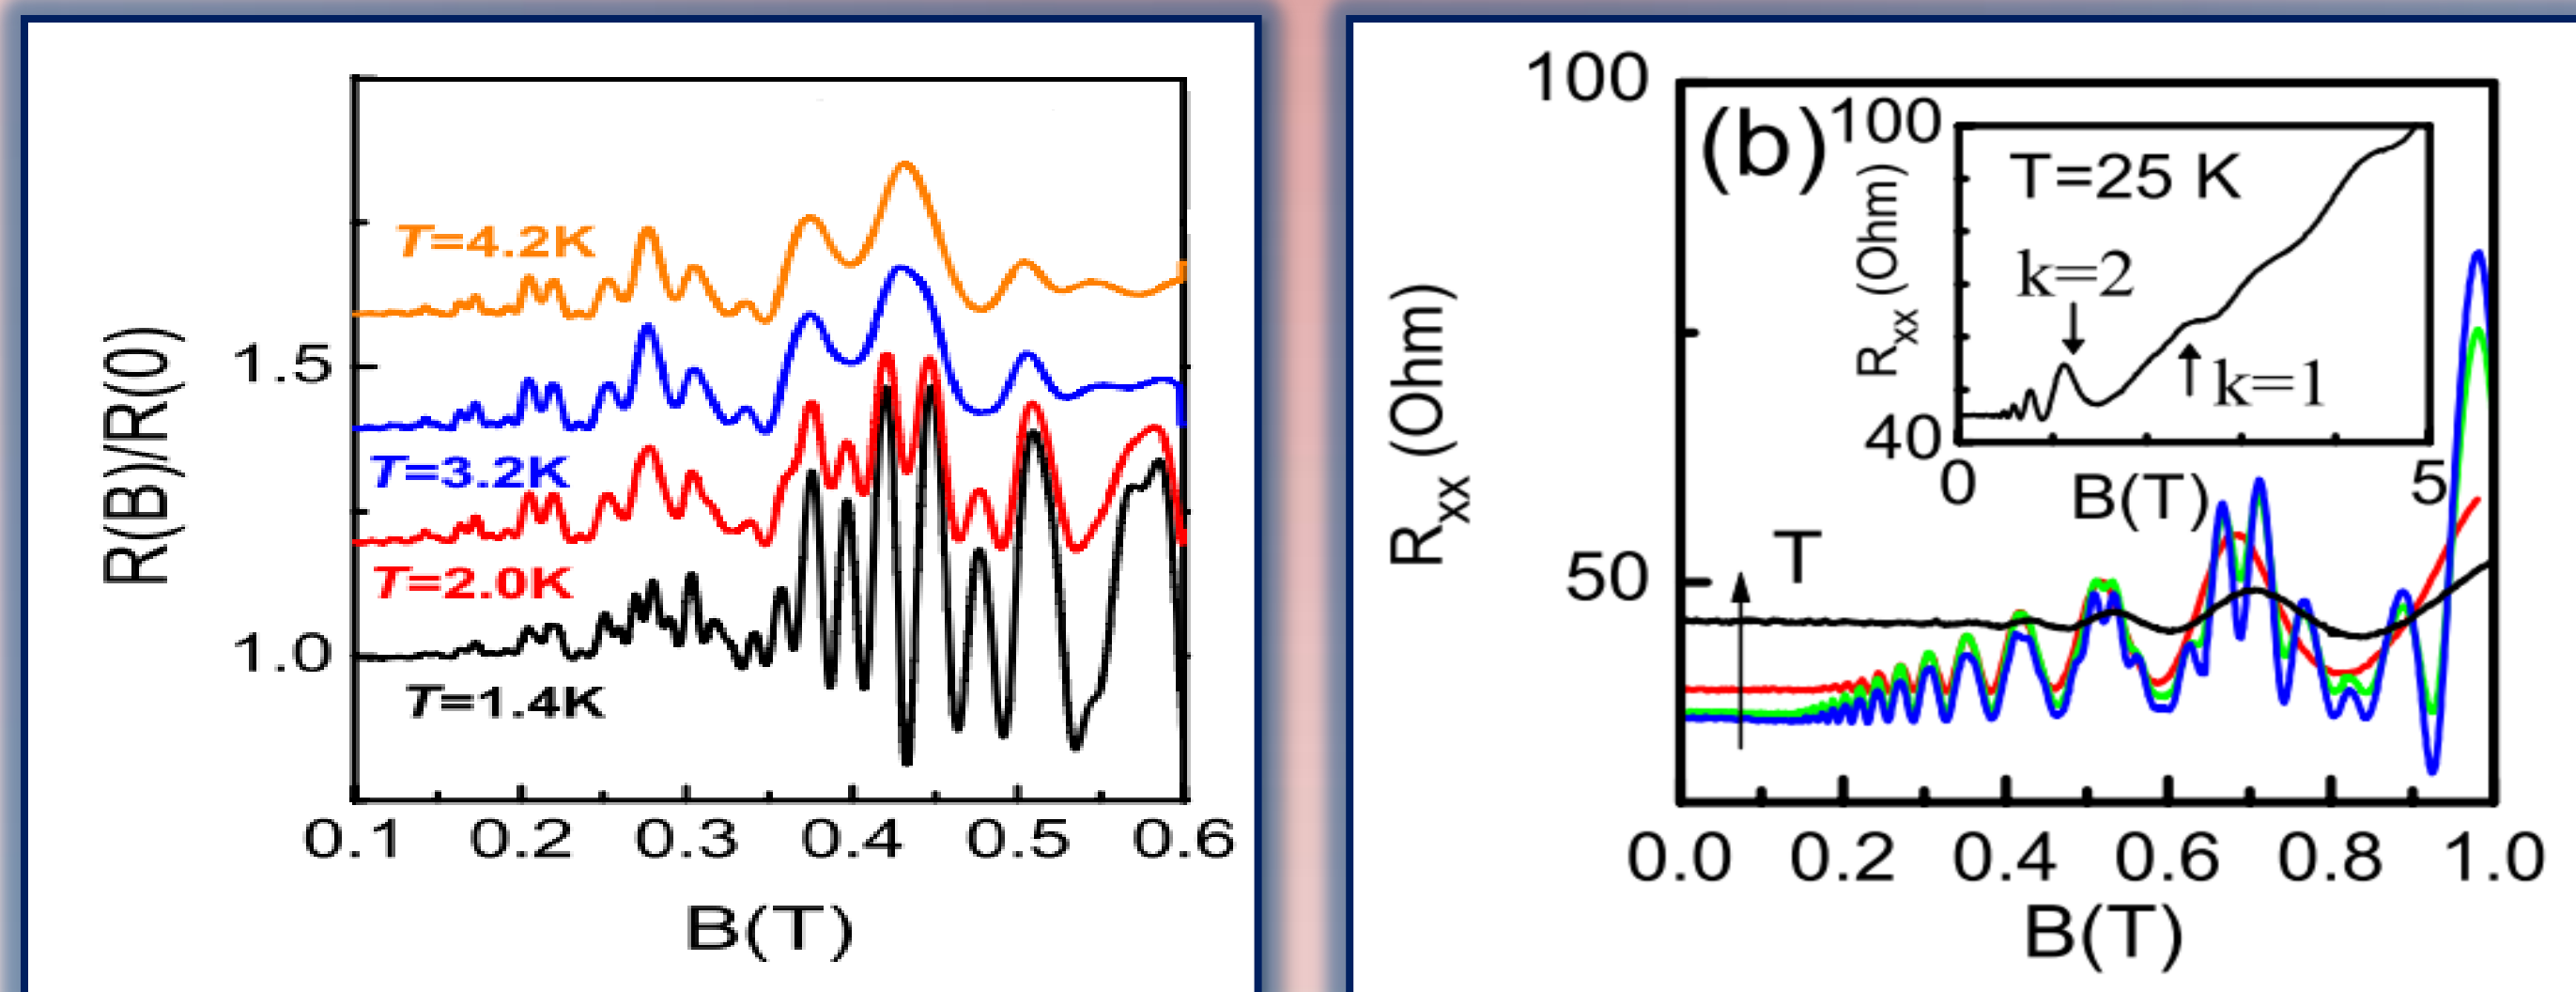 R(B)/R(0)
1.5
1.0
T=4.2K
T=3.2K
T=2.0K
T=1.4K
0.1 0.2 0.3 0.4 0.5 0.6
B(T)
R_xx (Ohm)
100
50
(b)
T
0.0 0.2 0.4 0.6 0.8 1.0
B(T)
R_xx (Ohm)
100
40
T=25 K
k=2
k=1
0 5
B(T)